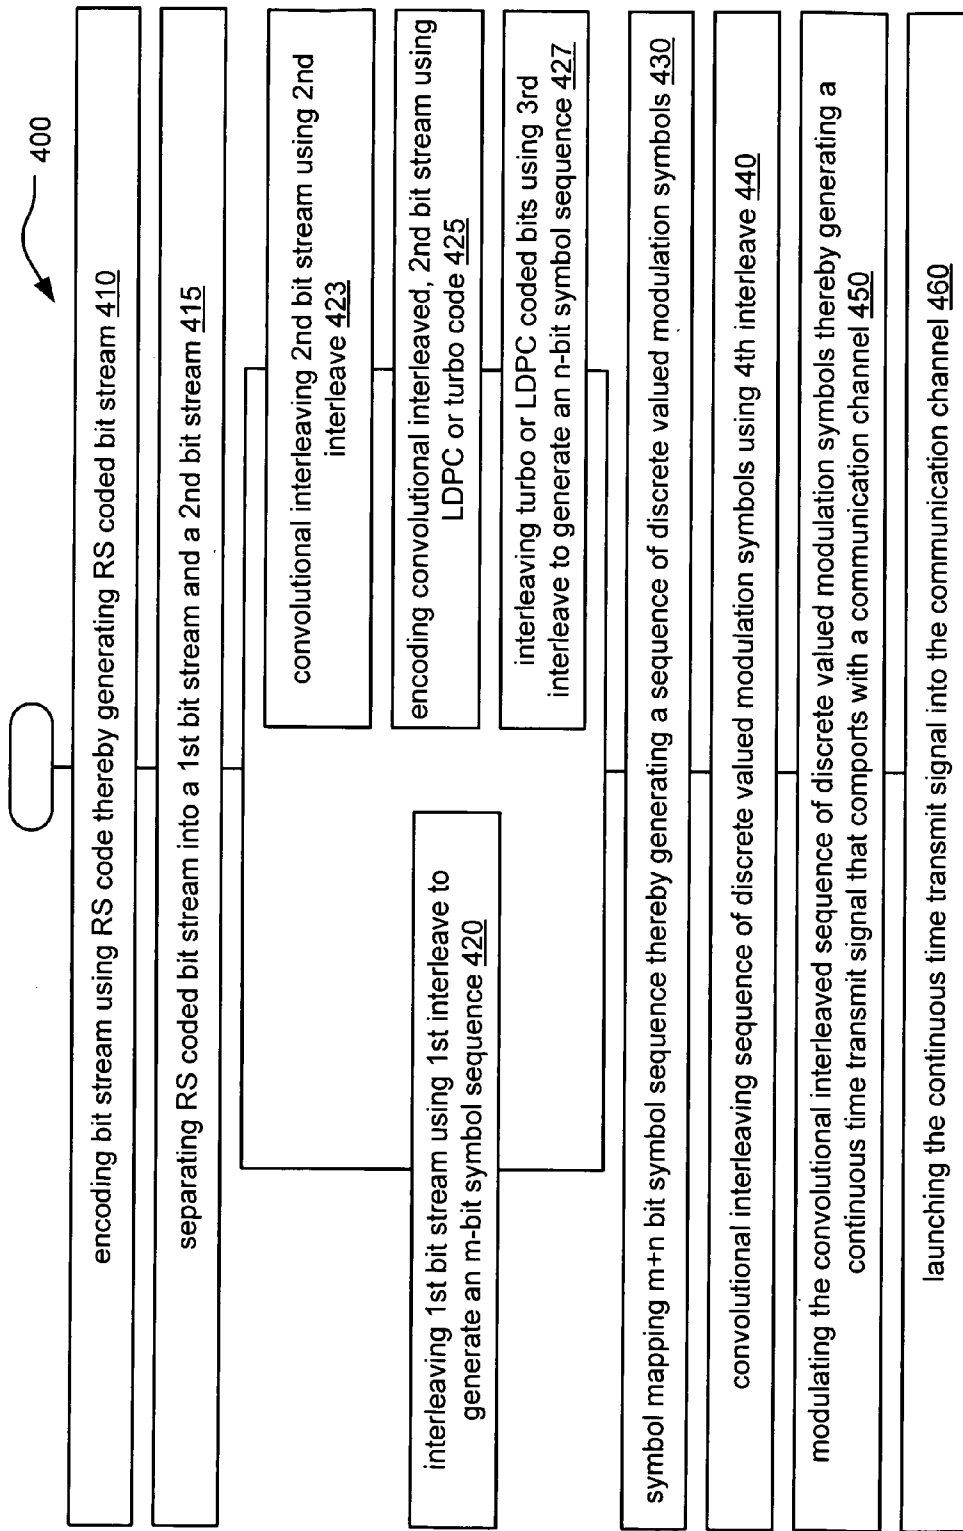 400
encoding bit stream using RS code thereby generating RS coded bit stream 410
separating RS coded bit stream into a 1st bit stream and a 2nd bit stream 415
interleaving 1st bit stream using 1st interleave to
generate an m-bit symbol sequence 420
convolutional interleaving 2nd bit stream using 2nd
interleave 423
encoding convolutional interleaved, 2nd bit stream using
LDPC or turbo code 425
interleaving turbo or LDPC coded bits using 3rd
interleave to generate an n-bit symbol sequence 427
symbol mapping m+n bit symbol sequence thereby generating a sequence of discrete valued modulation symbols 430
convolutional interleaving sequence of discrete valued modulation symbols using 4th interleave 440
modulating the convolutional interleaved sequence of discrete valued modulation symbols thereby generating a
continuous time transmit signal that comports with a communication channel 450
launching the continuous time transmit signal into the communication channel 460